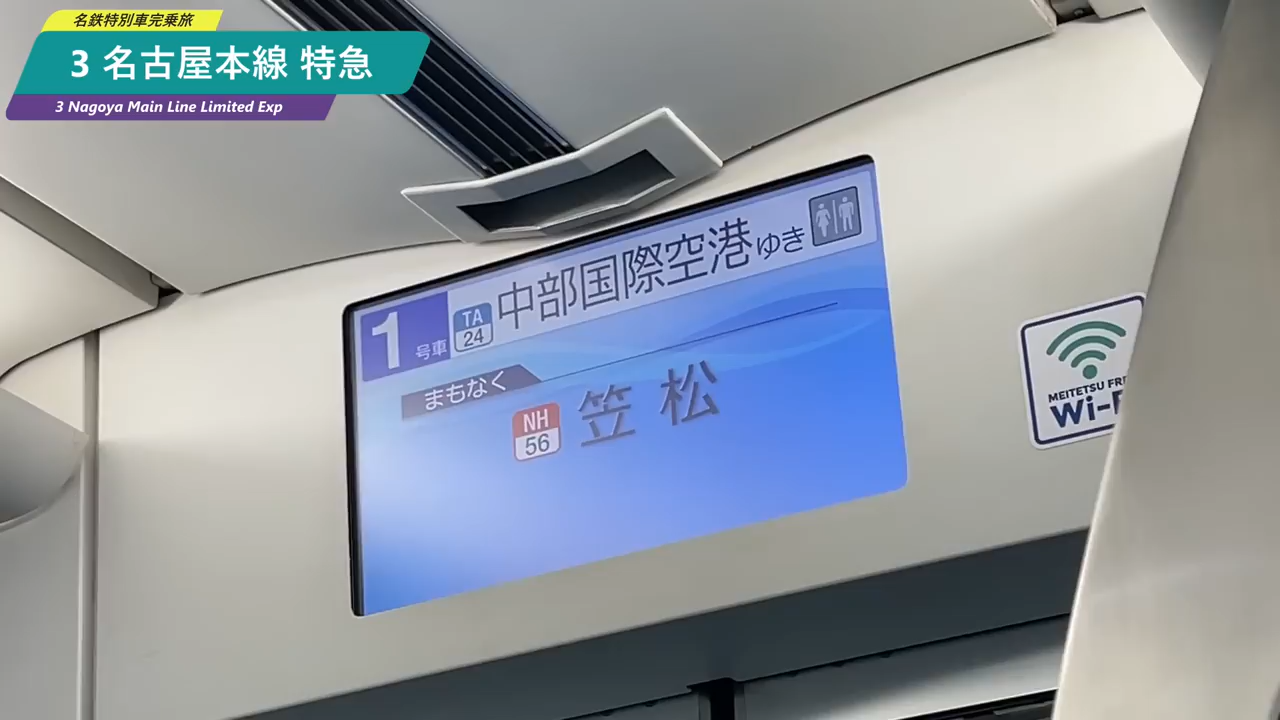 名鉄特別車完乗旅
3 名古屋本線 特急
3 Nagoya Main Line Limited Exp
1号車 TA 24 中部国際空港ゆき
まもなく
NH 56 笠松
MEITETSU